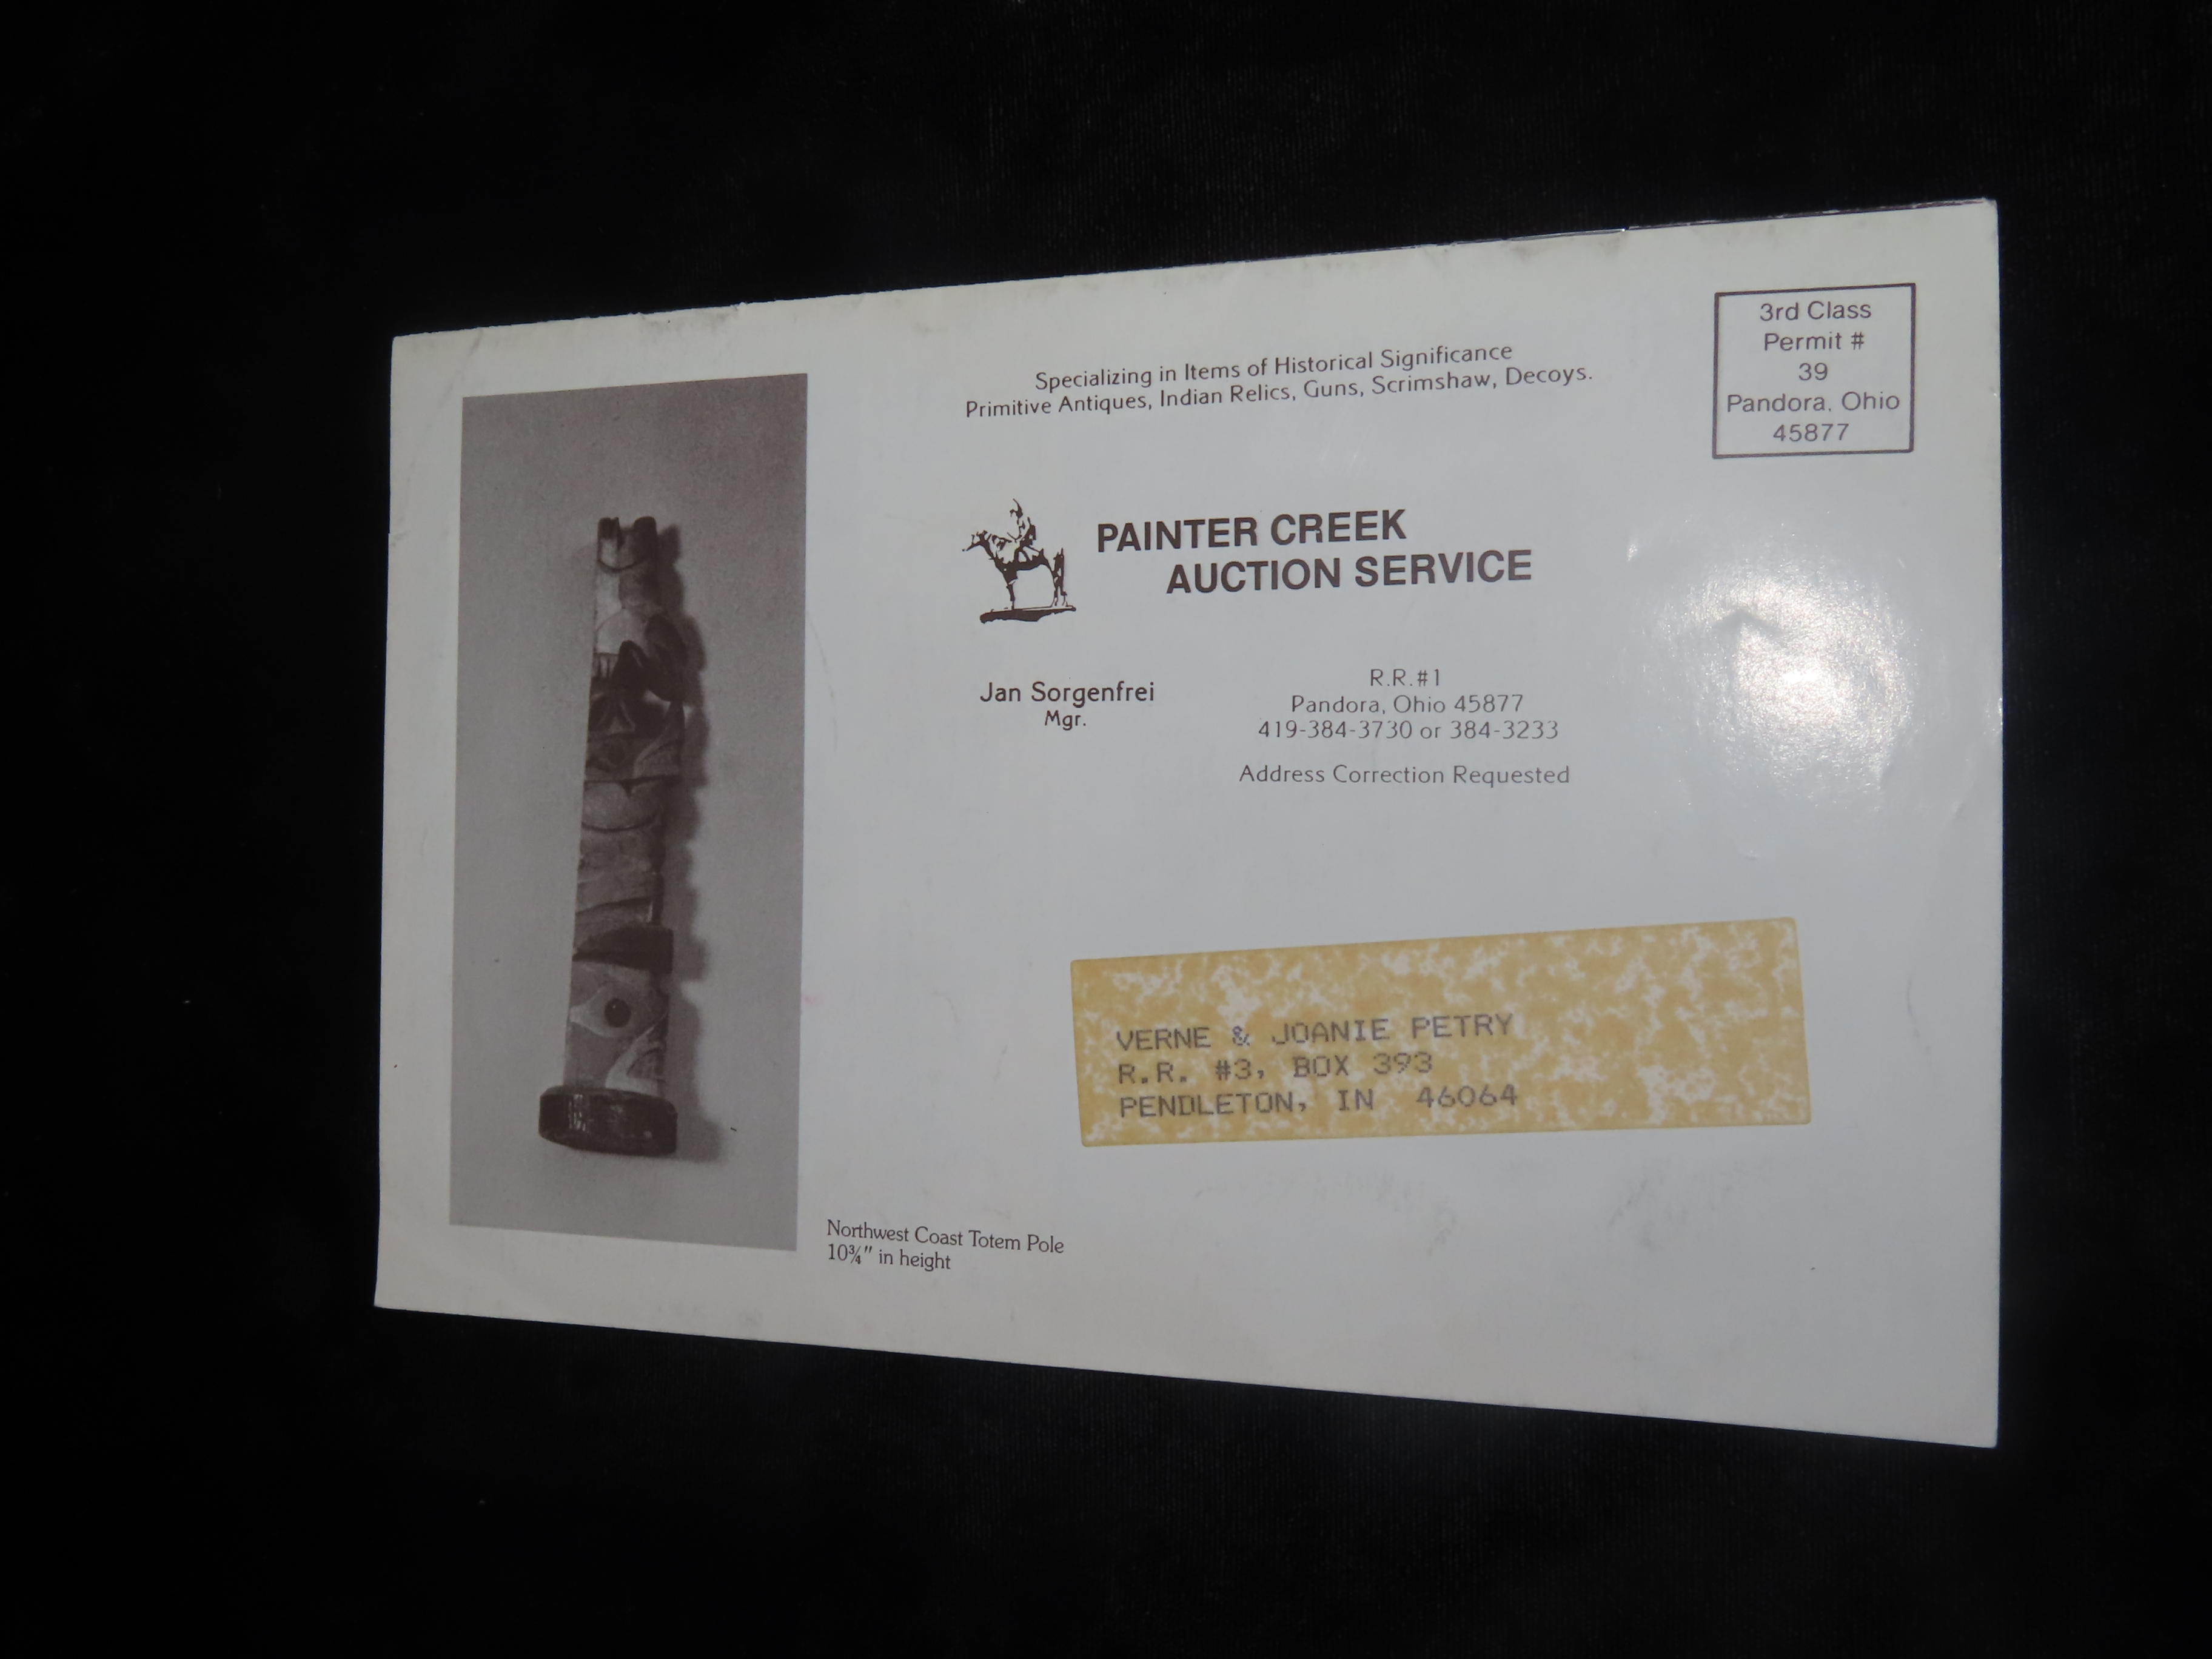 Specializing in Items of Historical Significance
Primitive Antiques, Indian Relics, Guns, Scrimshaw, Decoys.
3rd Class
Permit #
39
Pandora, Ohio
45877
PAINTER CREEK
AUCTION SERVICE
Jan Sorgenfrei
Mgr.
R.R.#1
Pandora, Ohio 45877
419-384-3730 or 384-3233
Address Correction Requested
VERNE & JOANIE PETRY
R.R. #3, BOX 393
PENDLETON, IN 46064
Northwest Coast Totem Pole
10¾" in height